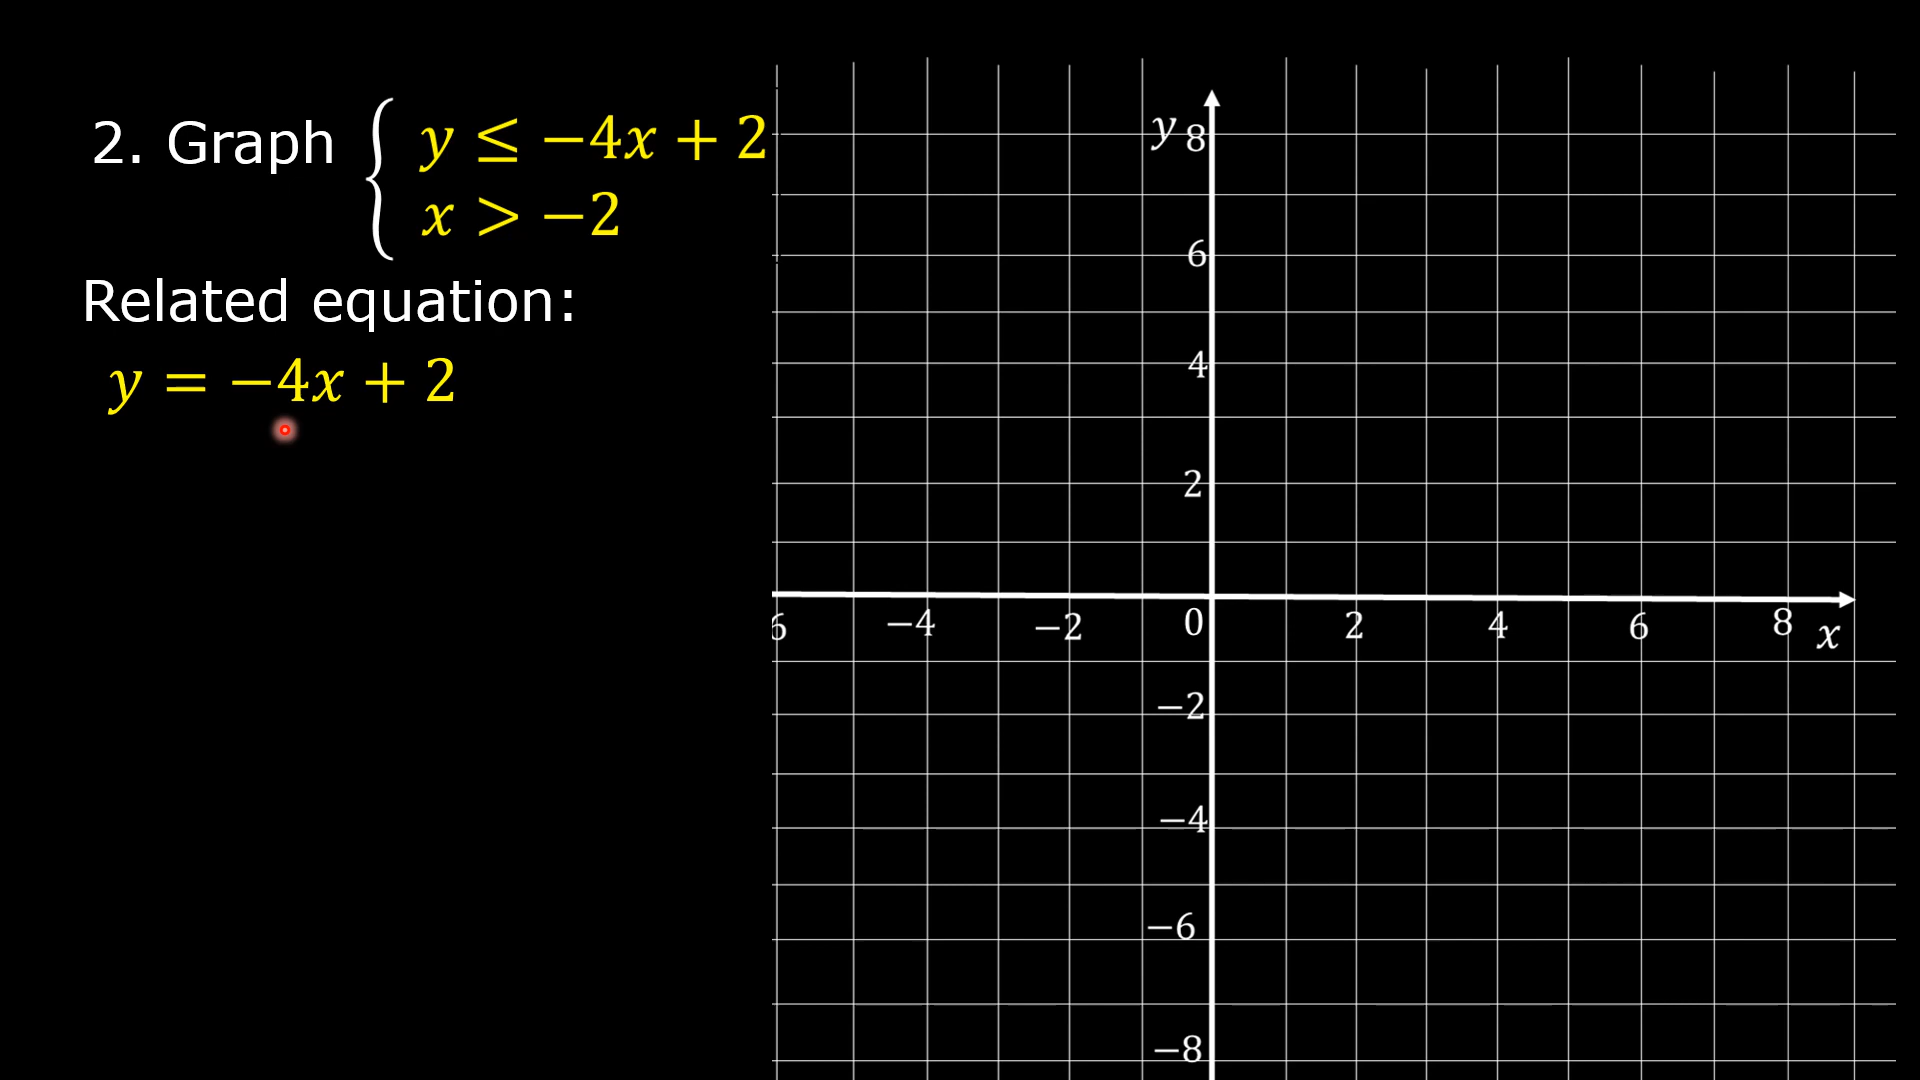 2. Graph { y ≤ −4x + 2
x > −2
Related equation:
y = −4x + 2
y 8
6
4
2
6 −4 −2 0 2 4 6 8 x
−2
−4
−6
−8